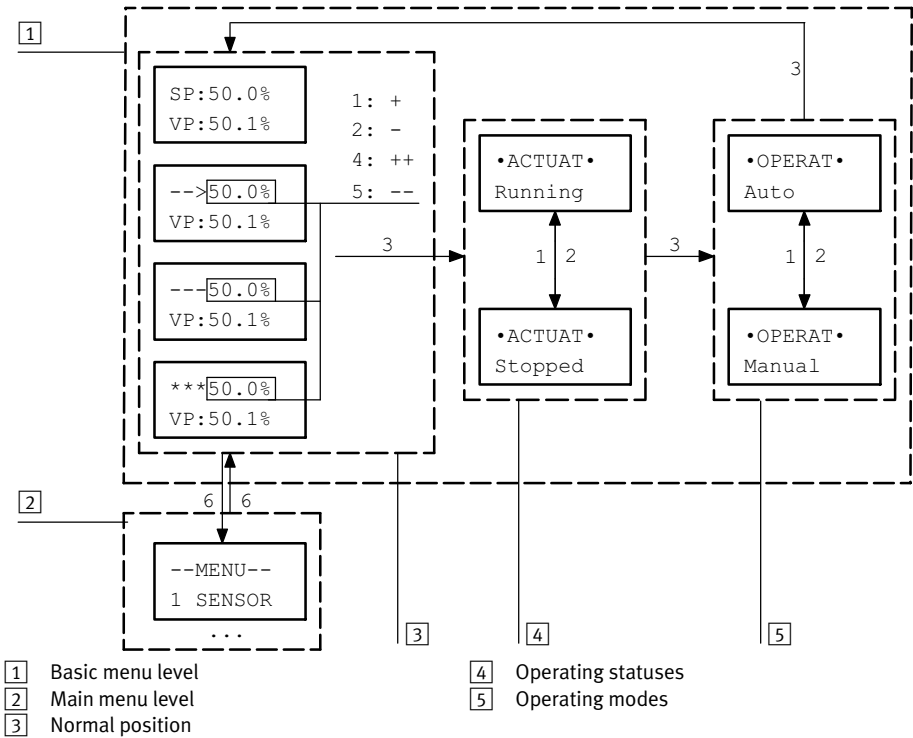 1
3
SP:50.0%
VP:50.1%
1: +
2: -
4: ++
5: --
-->50.0%
VP:50.1%
---50.0%
VP:50.1%
***50.0%
VP:50.1%
3
•ACTUAT•
Running
1 2
•ACTUAT•
Stopped
3
•OPERAT•
Auto
1 2
•OPERAT•
Manual
6 6
2
--MENU--
1 SENSOR
...
3
4
5
1 Basic menu level
2 Main menu level
3 Normal position
4 Operating statuses
5 Operating modes